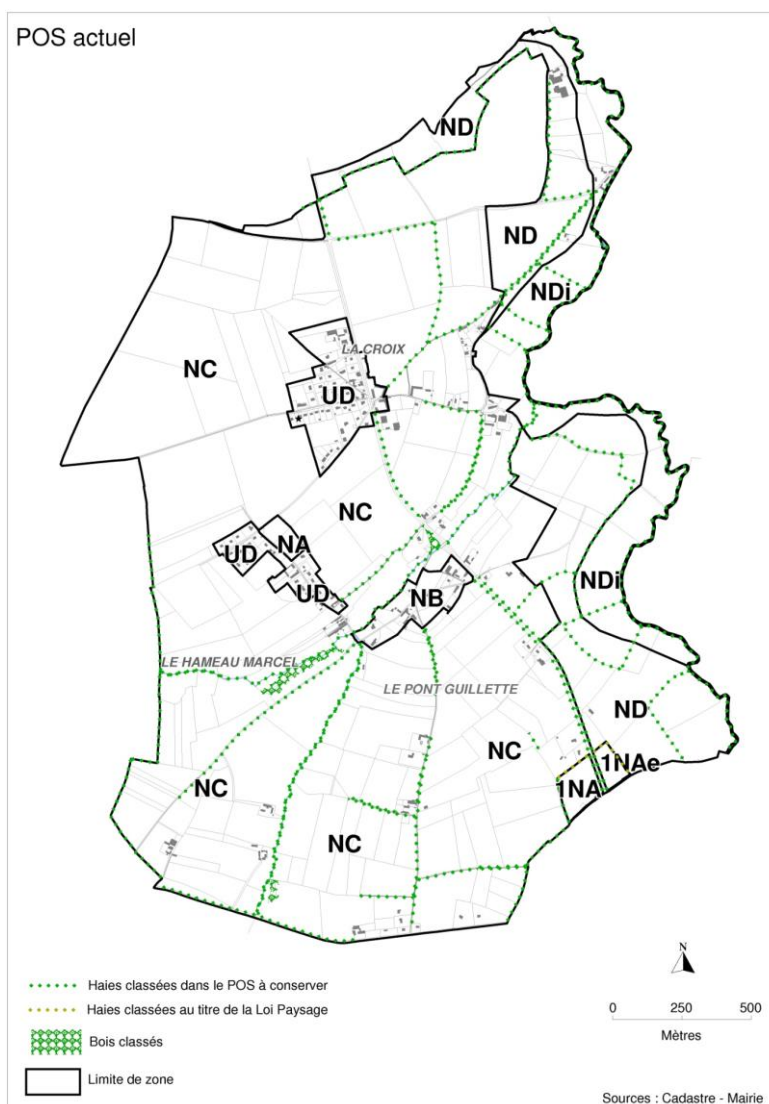 POS actuel
ND
ND
NDi
LA CROIX
NC
UD
NC
NA
UD
UD
NB
NDi
LE HAMEAU MARCEL
LE PONT GUILLETTE
ND
NC
1NAe
1NA
NC
NC
N
Haies classées dans le POS à conserver
Haies classées au titre de la Loi Paysage
Bois classés
Limite de zone
0 250 500
Mètres
Sources : Cadastre - Mairie